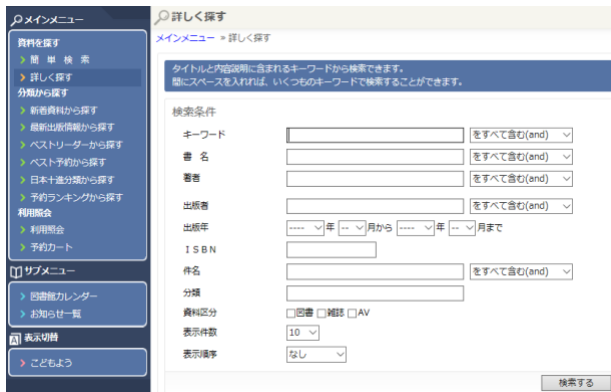 メインメニュー
資料を探す
簡 単 検 索
詳しく探す
分類から探す
新着資料から探す
最新出版情報から探す
ベストリーダーから探す
ベスト予約から探す
日本十進分類から探す
予約ランキングから探す
利用照会
利用照会
予約カート
サブメニュー
図書館カレンダー
お知らせ一覧
表示切替
こどもよう
詳しく探す
メインメニュー » 詳しく探す
タイトルと内容説明に含まれるキーワードから検索できます。
間にスペースを入れれば、いくつものキーワードで検索することができます。
検索条件
キーワード をすべて含む(and)
書 名 をすべて含む(and)
著者 をすべて含む(and)
出版者 をすべて含む(and)
出版年 ---- 年 -- 月から ---- 年 -- 月まで
ＩＳＢＮ
件名 をすべて含む(and)
分類
資料区分 図書 雑誌 AV
表示件数 10
表示順序 なし
検索する